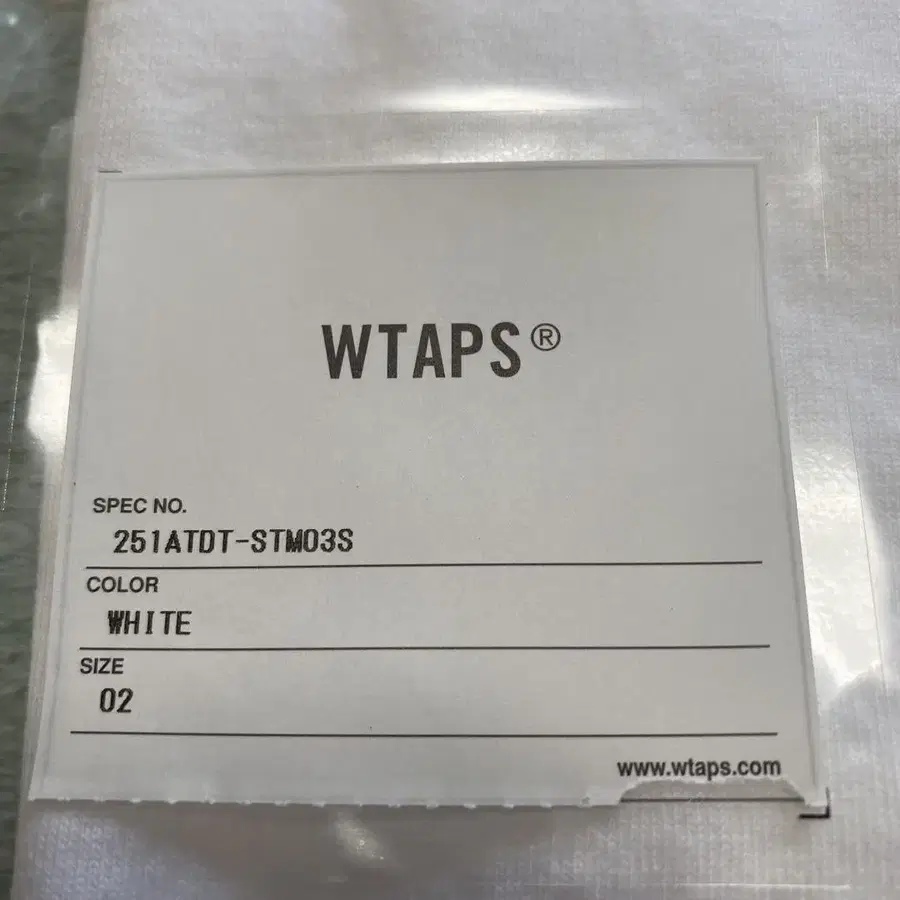 WTAPS®
SPEC NO.
251ATDT-STM03S
COLOR
WHITE
SIZE
02
www.wtaps.com